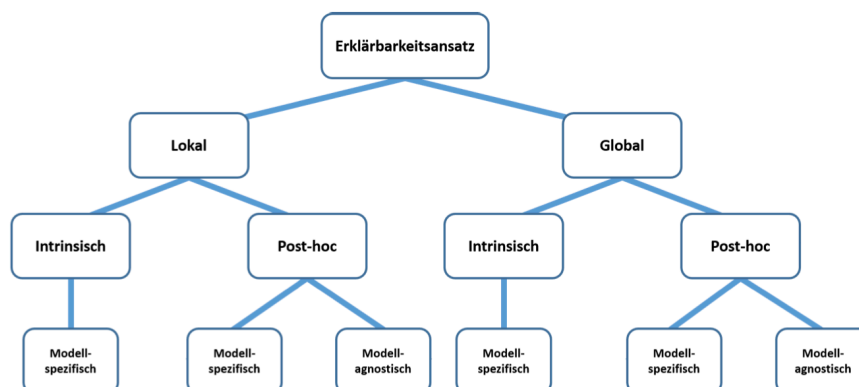 Erklärbarkeitsansatz
Lokal
Global
Intrinsisch
Post-hoc
Intrinsisch
Post-hoc
Modell-
spezifisch
Modell-
spezifisch
Modell-
agnostisch
Modell-
spezifisch
Modell-
spezifisch
Modell-
agnostisch